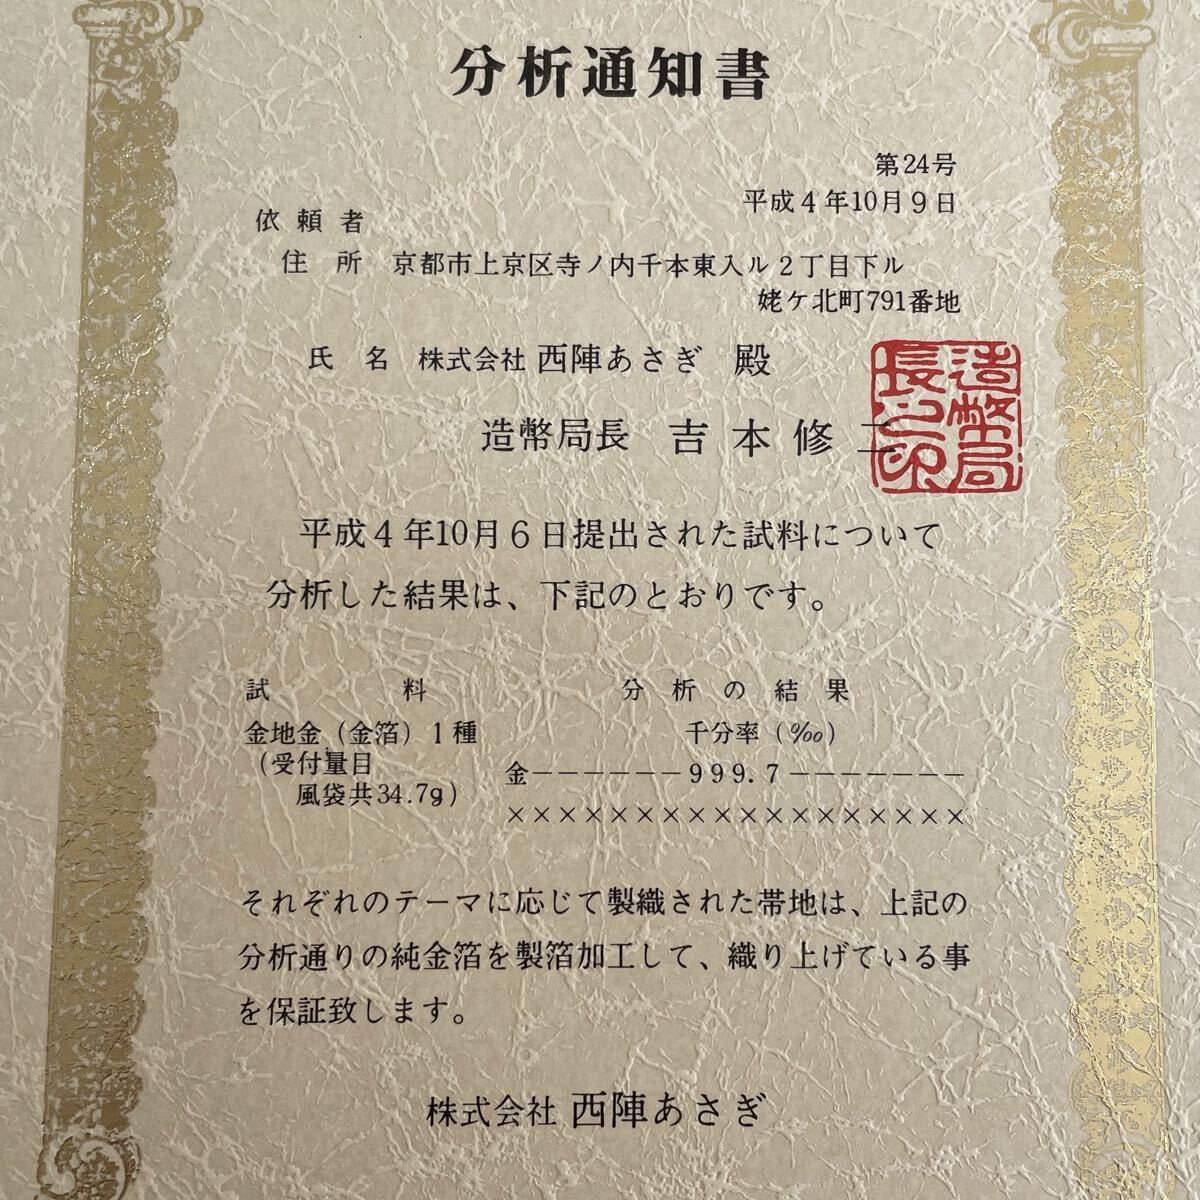 分析通知書
第24号
平成4年10月9日
依頼者
住所 京都市上京区寺ノ内千本東入ル2丁目下ル
姥ケ北町791番地
氏名 株式会社 西陣あさぎ 殿
造幣局長 吉本修二
造幣局長之印
平成4年10月6日提出された試料について
分析した結果は、下記のとおりです。
試料 分析の結果
金地金(金箔)1種 千分率(‰)
(受付量目
風袋共34.7g)
金――――――999.7―――――――
××××××××××××××××××
それぞれのテーマに応じて製織された帯地は、上記の
分析通りの純金箔を製箔加工して、織り上げている事
を保証致します。
株式会社 西陣あさぎ